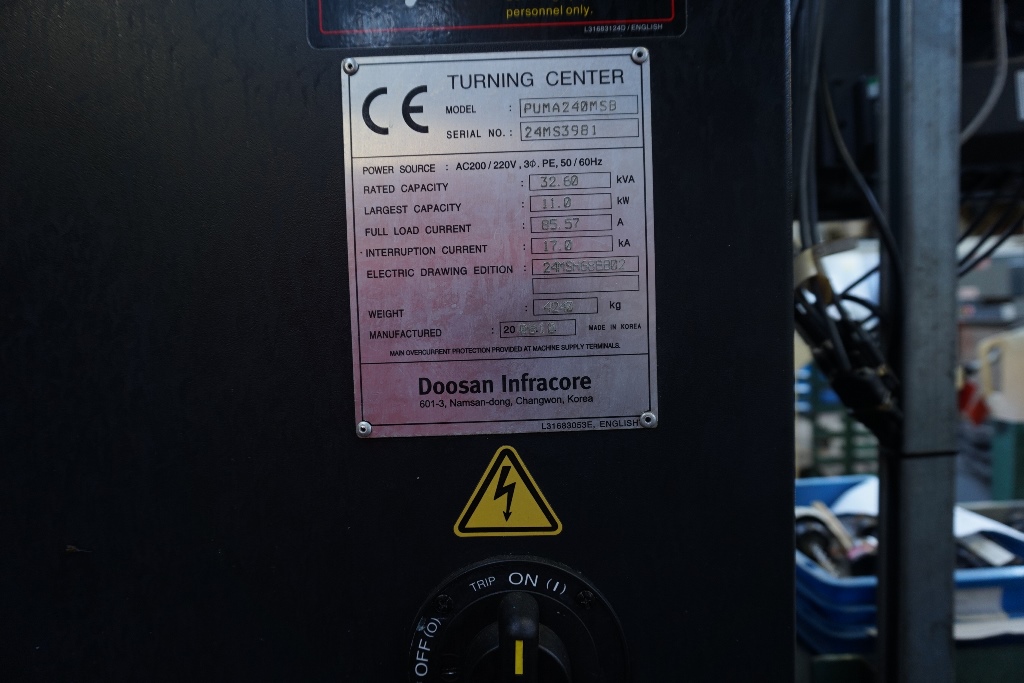 personnel only.
L31683124D / ENGLISH
CE TURNING CENTER
MODEL : PUMA240MSB
SERIAL NO. : 24MS3981
POWER SOURCE : AC200 / 220V , 3Φ. PE, 50 / 60Hz
RATED CAPACITY : 32.60 kVA
LARGEST CAPACITY : 11.0 kW
FULL LOAD CURRENT : 85.57 A
INTERRUPTION CURRENT : 17.0 kA
ELECTRIC DRAWING EDITION :
WEIGHT : kg
MANUFACTURED : 20 MADE IN KOREA
MAIN OVERCURRENT PROTECTION PROVIDED AT MACHINE SUPPLY TERMINALS.
Doosan Infracore
601-3, Namsan-dong, Changwon, Korea
L31683053E, ENGLISH
TRIP ON (I)
OFF (O)